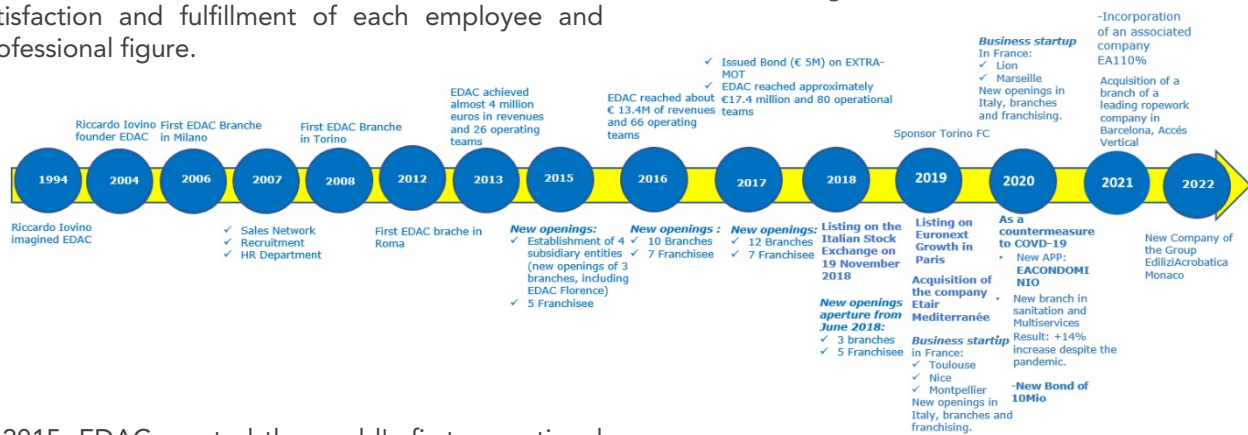 tisfaction and fulfillment of each employee and
ofessional figure.
-Incorporation
of an associated
company
EA110%
Acquisition of a
branch of a
leading ropework
company in
Barcelona, Accés
Vertical
Business startup
In France:
✓ Lion
✓ Marseille
New openings in
Italy, branches
and franchising.
✓ Issued Bond (€ 5M) on EXTRA-
MOT
✓ EDAC reached approximately
€17.4 million and 80 operational
teams
EDAC reached about
€ 13.4M of revenues
and 66 operating
teams
EDAC achieved
almost 4 million
euros in revenues
and 26 operating
teams
Riccardo Iovino
founder EDAC
First EDAC Branche
in Milano
First EDAC Branche
in Torino
Sponsor Torino FC
1994 2004 2006 2007 2008 2012 2013 2015 2016 2017 2018 2019 2020 2021 2022
Riccardo Iovino
imagined EDAC
✓ Sales Network
✓ Recruitment
✓ HR Department
First EDAC brache in
Roma
New openings:
✓ Establishment of 4
subsidiary entities
(new openings of 3
branches, including
EDAC Florence)
✓ 5 Franchisee
New openings :
✓ 10 Branches
✓ 7 Franchisee
New openings:
✓ 12 Branches
✓ 7 Franchisee
Listing on the
Italian Stock
Exchange on
19 November
2018
New openings
aperture from
June 2018:
✓ 3 branches
✓ 5 Franchisee
Listing on
Euronext
Growth in
Paris
Acquisition of
the company
Etair
Mediterranée
Business startup
in France:
✓ Toulouse
✓ Nice
✓ Montpellier
New openings in
Italy, branches and
franchising.
As a
countermeasure
to COVD-19
• New APP:
EACONDOMI
NIO
• New branch in
sanitation and
Multiservices
Result: +14%
increase despite the
pandemic.
-New Bond of
10Mio
New Company of
the Group
EdiliziAcrobatica
Monaco